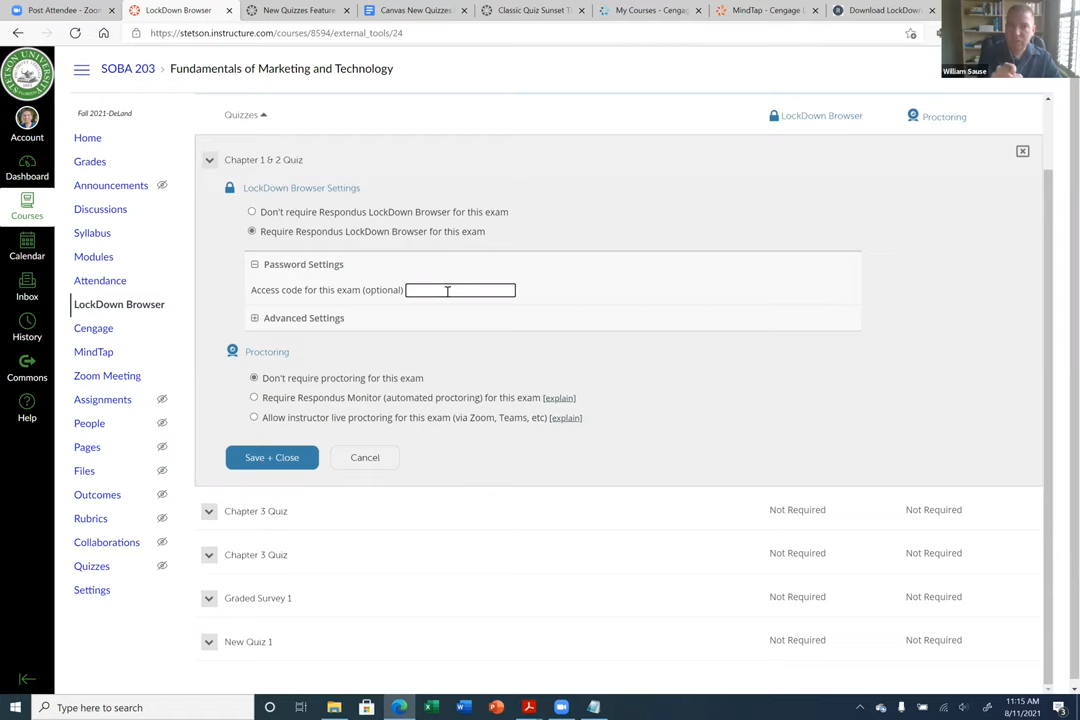 Post Attendee - Zoo
LockDown Browser
New Quizzes Feature
Canvas New Quizzes
Classic Quiz Sunset T
My Courses - Cengag
MindTap - Cengage L
Download LockDown
https://stetson.instructure.com/courses/8594/external_tools/24
William Sause
STETSON UNIVERSITY
SOBA 203 > Fundamentals of Marketing and Technology
Account
Dashboard
Courses
Calendar
Inbox
History
Commons
Help
Fall 2021-DeLand
Home
Grades
Announcements
Discussions
Syllabus
Modules
Attendance
LockDown Browser
Cengage
MindTap
Zoom Meeting
Assignments
People
Pages
Files
Outcomes
Rubrics
Collaborations
Quizzes
Settings
Quizzes
LockDown Browser
Proctoring
Chapter 1 & 2 Quiz
LockDown Browser Settings
Don't require Respondus LockDown Browser for this exam
Require Respondus LockDown Browser for this exam
Password Settings
Access code for this exam (optional)
Advanced Settings
Proctoring
Don't require proctoring for this exam
Require Respondus Monitor (automated proctoring) for this exam [explain]
Allow instructor live proctoring for this exam (via Zoom, Teams, etc) [explain]
Save + Close
Cancel
Chapter 3 Quiz Not Required Not Required
Chapter 3 Quiz Not Required Not Required
Graded Survey 1 Not Required Not Required
New Quiz 1 Not Required Not Required
Type here to search
11:15 AM
8/11/2021
3